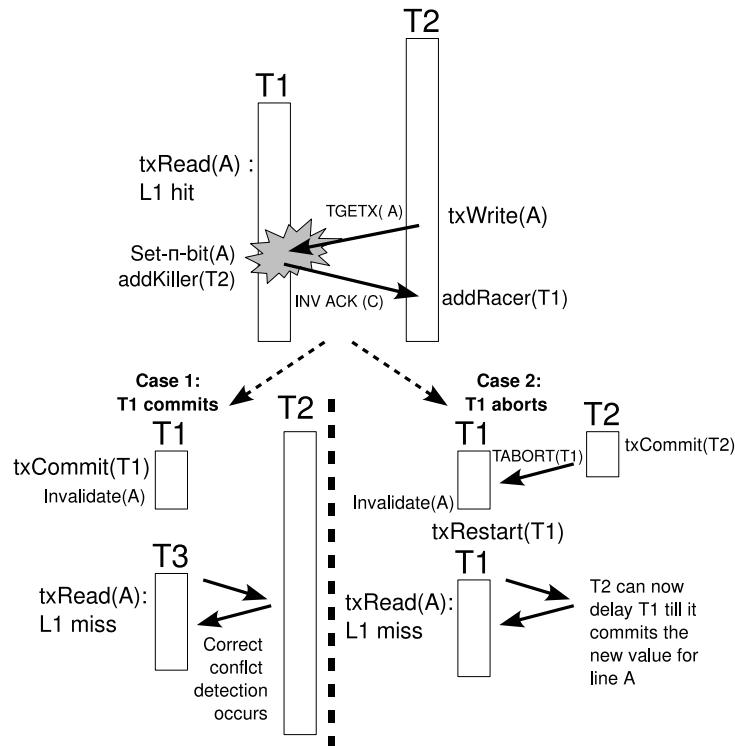 T2
T1
txRead(A) :
L1 hit
TGETX( A)
txWrite(A)
Set-π-bit(A)
addKiller(T2)
INV ACK (C)
addRacer(T1)
Case 1:
T1 commits
T2
T1
txCommit(T1)
Invalidate(A)
T3
txRead(A):
L1 miss
Correct
conflct
detection
occurs
Case 2:
T1 aborts
T2
T1
TABORT(T1)
txCommit(T2)
Invalidate(A)
txRestart(T1)
T1
txRead(A):
L1 miss
T2 can now
delay T1 till it
commits the
new value for
line A